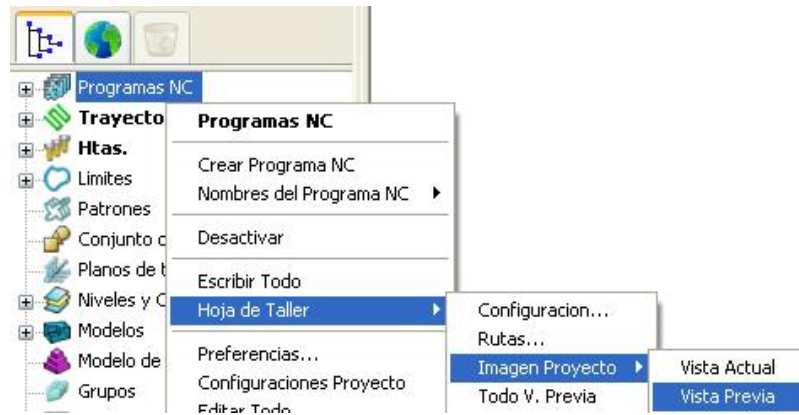 Programas NC
Trayecto
Htas.
Limites
Patrones
Conjunto
Planos de
Niveles y
Modelos
Modelo de
Grupos
Programas NC
Crear Programa NC
Nombres del Programa NC
Desactivar
Escribir Todo
Hoja de Taller
Preferencias...
Configuraciones Proyecto
Editar Todo
Configuracion...
Rutas...
Imagen Proyecto
Todo V. Previa
Vista Actual
Vista Previa